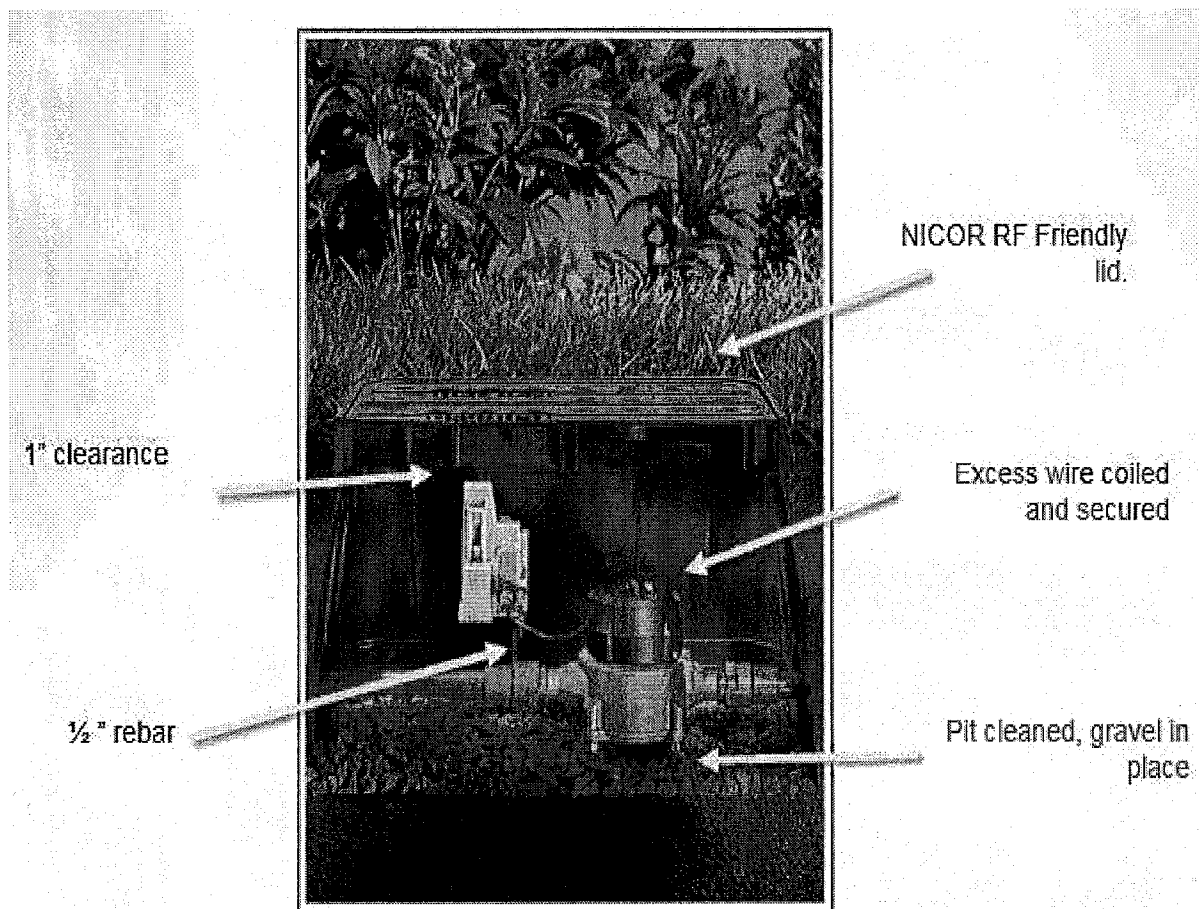 NICOR RF Friendly
lid.
1" clearance
Excess wire coiled
and secured
½ " rebar
Pit cleaned, gravel in
place